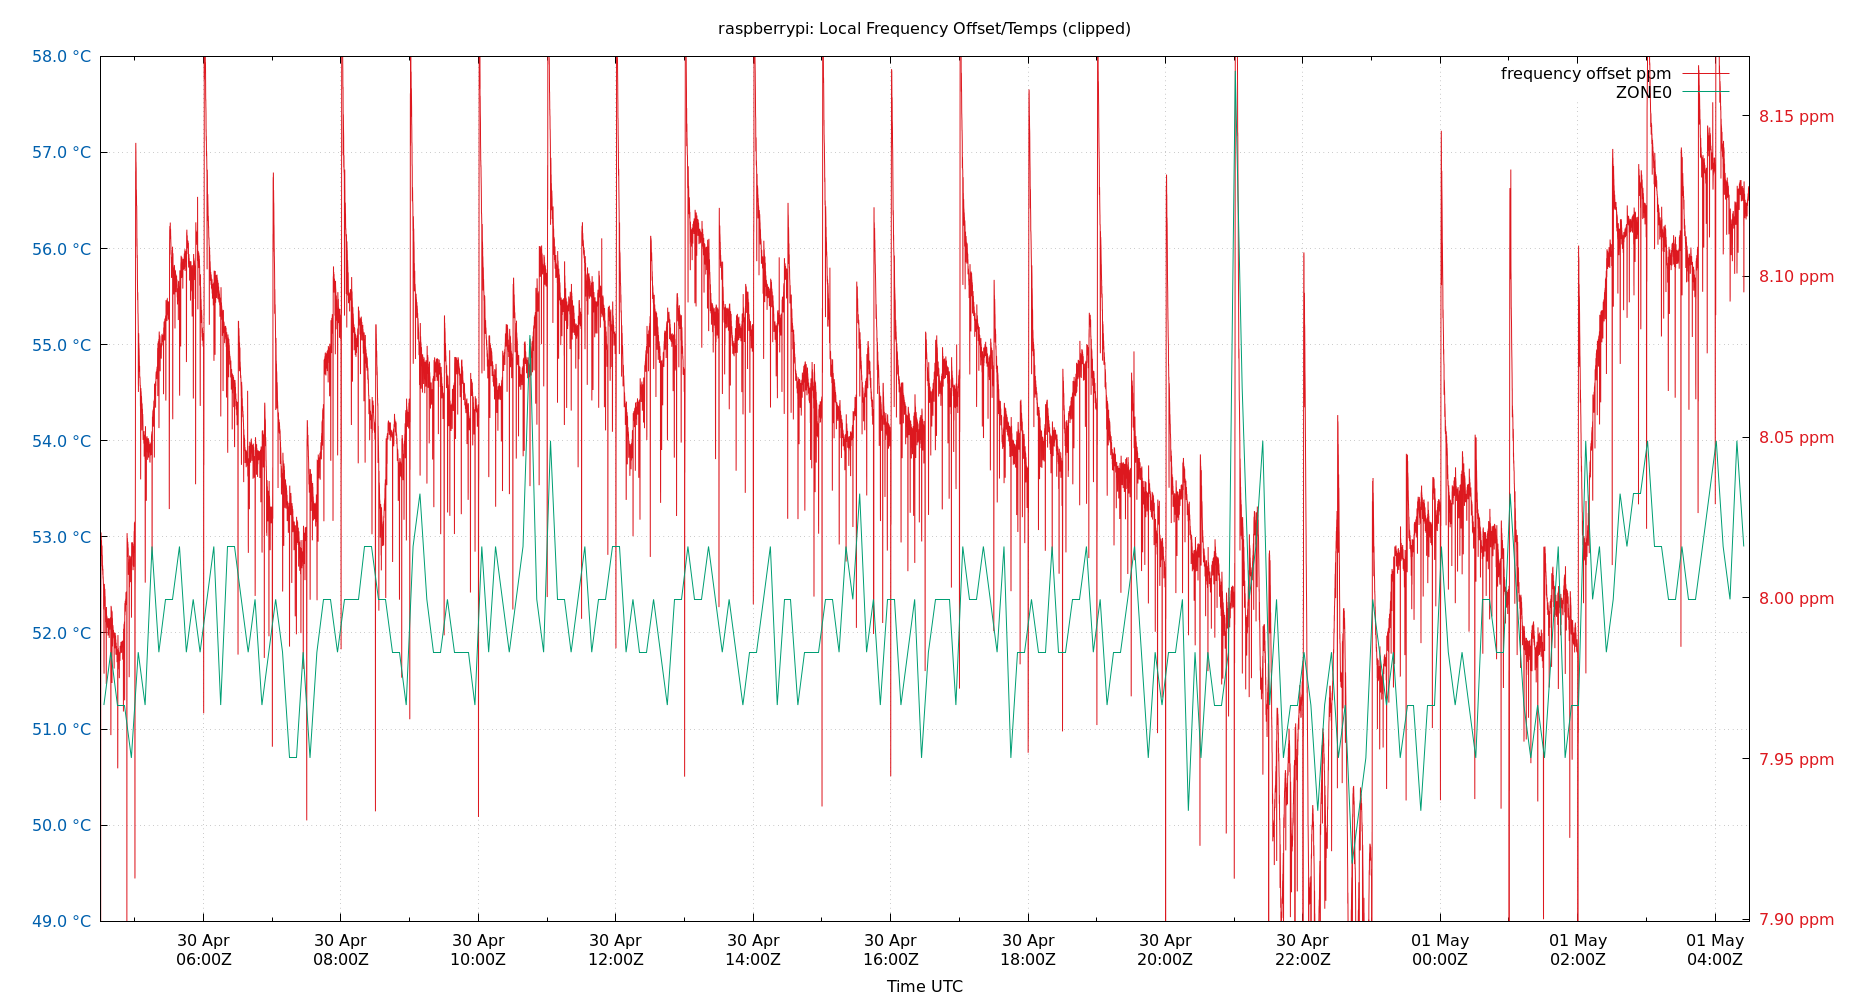 raspberrypi: Local Frequency Offset/Temps (clipped)
58.0 °C
57.0 °C
56.0 °C
55.0 °C
54.0 °C
53.0 °C
52.0 °C
51.0 °C
50.0 °C
49.0 °C
frequency offset ppm
ZONE0
8.15 ppm
8.10 ppm
8.05 ppm
8.00 ppm
7.95 ppm
7.90 ppm
30 Apr
06:00Z
30 Apr
08:00Z
30 Apr
10:00Z
30 Apr
12:00Z
30 Apr
14:00Z
30 Apr
16:00Z
30 Apr
18:00Z
30 Apr
20:00Z
30 Apr
22:00Z
01 May
00:00Z
01 May
02:00Z
01 May
04:00Z
Time UTC